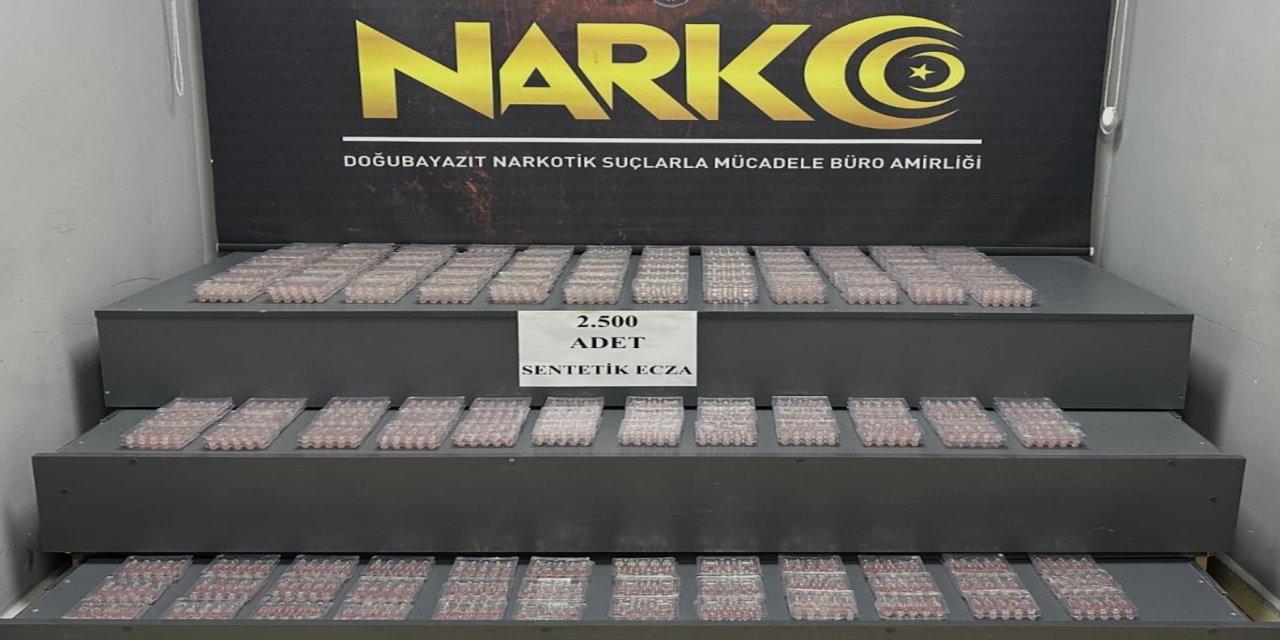 NARKO
DOĞUBAYAZIT NARKOTİK SUÇLARLA MÜCADELE BÜRO AMİRLİĞİ
2.500
ADET
SENTETİK ECZA